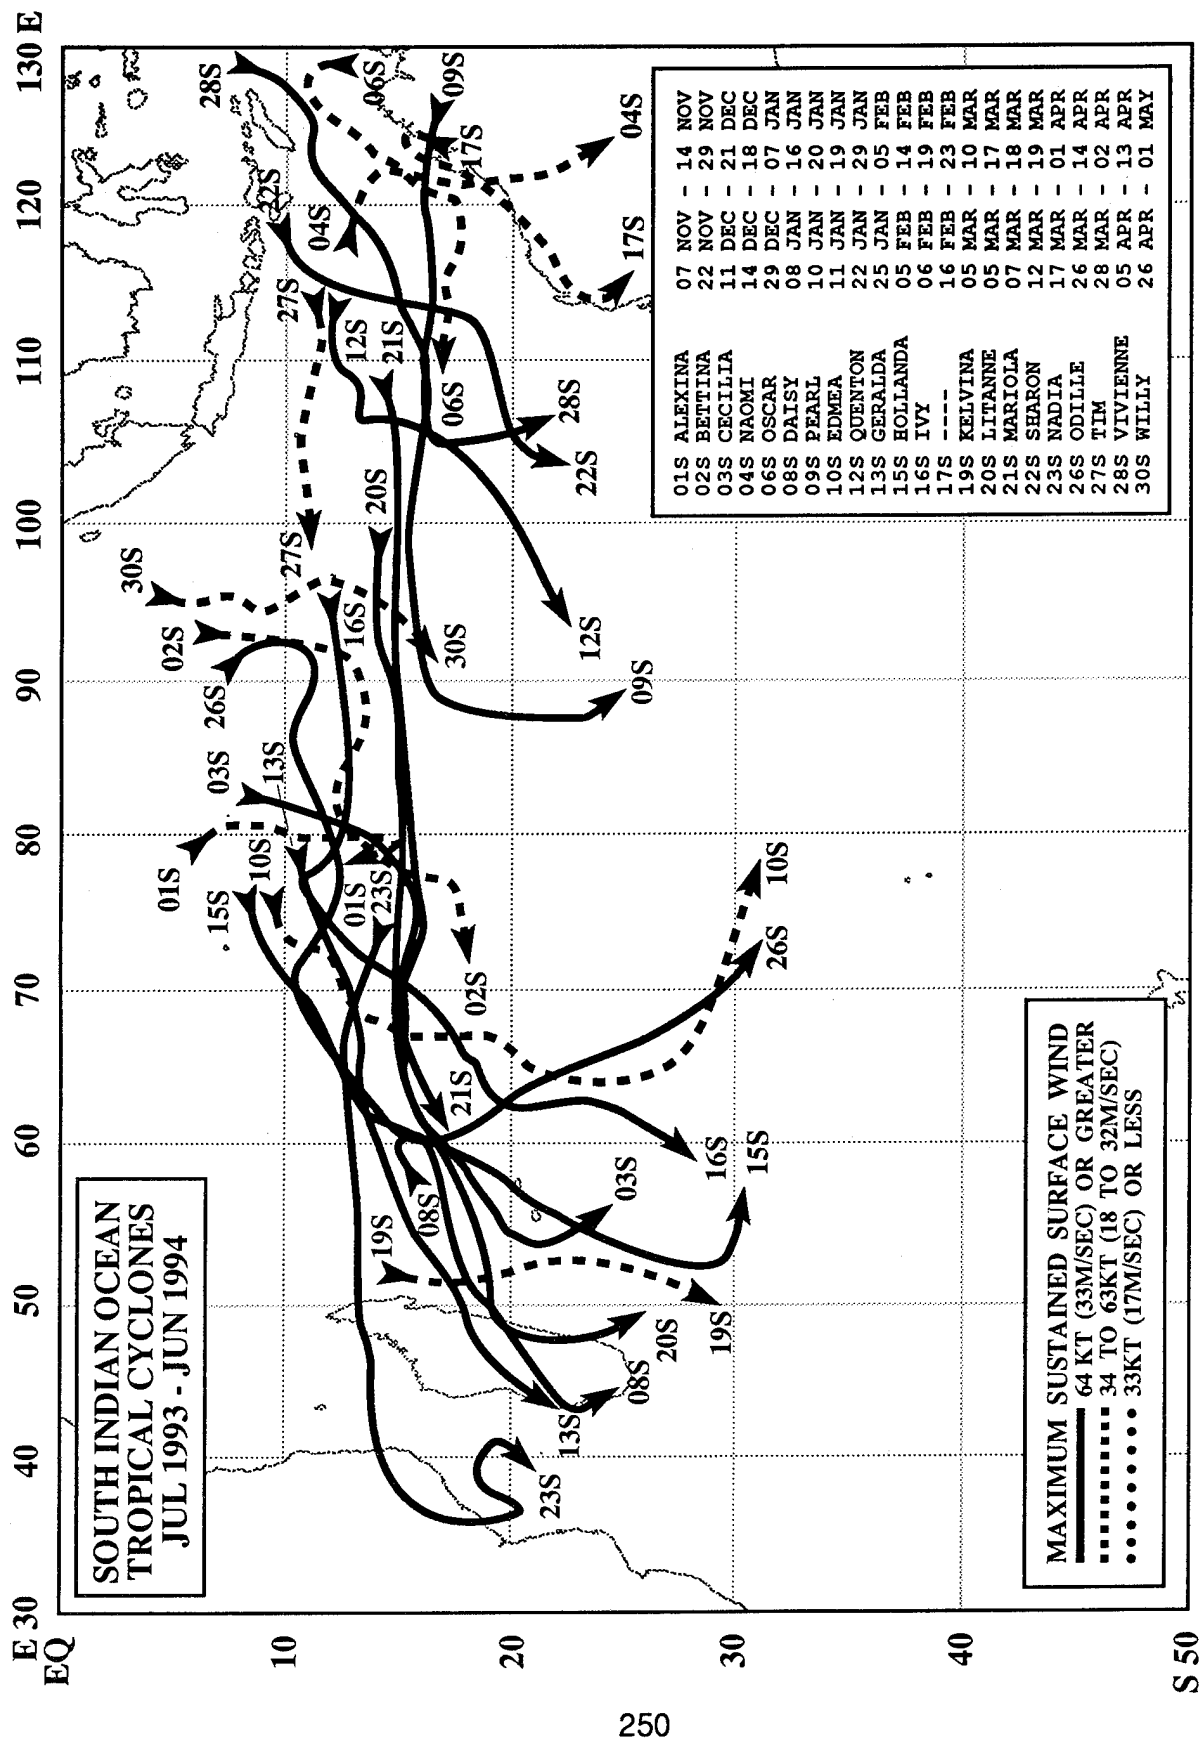 SOUTH INDIAN OCEAN
TROPICAL CYCLONES
JUL 1993 - JUN 1994
E 30
40
50
60
70
80
90
100
110
120
130 E
EQ
10
20
30
40
S 50
28S
06S
09S
17S
04S
22S
04S
17S
27S
12S
21S
06S
28S
22S
20S
27S
30S
02S
26S
16S
30S
12S
09S
03S
13S
01S
10S
15S
01S
23S
02S
10S
26S
21S
16S
15S
03S
08S
19S
20S
19S
08S
13S
23S
01S ALEXINA 07 NOV - 14 NOV
02S BETTINA 22 NOV - 29 NOV
03S CECILIA 11 DEC - 21 DEC
04S NAOMI 14 DEC - 18 DEC
06S OSCAR 29 DEC - 07 JAN
08S DAISY 08 JAN - 16 JAN
09S PEARL 10 JAN - 20 JAN
10S EDMEA 11 JAN - 19 JAN
12S QUENTON 22 JAN - 29 JAN
13S GERALDA 25 JAN - 05 FEB
15S HOLLANDA 05 FEB - 14 FEB
16S IVY 06 FEB - 19 FEB
17S ---- 16 FEB - 23 FEB
19S KELVINA 05 MAR - 10 MAR
20S LITANNE 05 MAR - 17 MAR
21S MARIOLA 07 MAR - 18 MAR
22S SHARON 12 MAR - 19 MAR
23S NADIA 17 MAR - 01 APR
26S ODILLE 26 MAR - 14 APR
27S TIM 28 MAR - 02 APR
28S VIVIENNE 05 APR - 13 APR
30S WILLY 26 APR - 01 MAY
MAXIMUM SUSTAINED SURFACE WIND
64 KT (33M/SEC) OR GREATER
34 TO 63KT (18 TO 32M/SEC)
33KT (17M/SEC) OR LESS
250